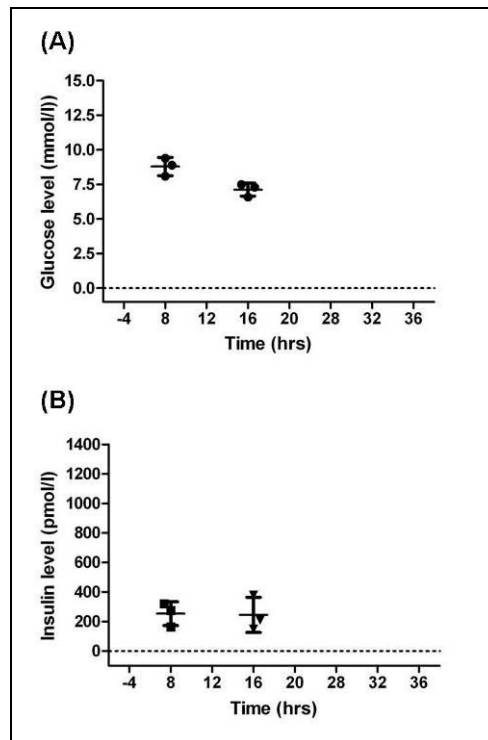 (A)
Glucose level (mmol/l))
15.0
12.5
10.0
7.5
5.0
2.5
0.0
-4 8 12 16 20 28 32 36
Time (hrs)
(B)
Insulin level (pmol/l)
1400
1200
1000
800
600
400
200
0
-4 8 12 16 20 28 32 36
Time (hrs)